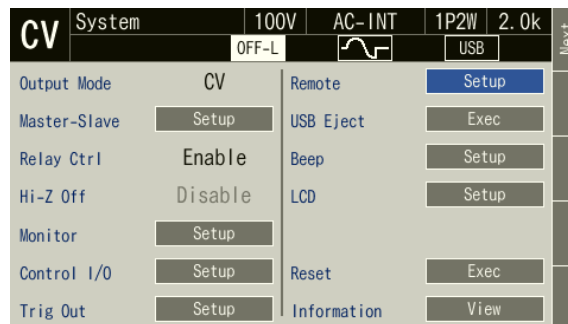 CV System 100V AC-INT 1P2W 2.0k
OFF-L USB
Next
Output Mode CV
Master-Slave Setup
Relay Ctrl Enable
Hi-Z Off Disable
Monitor Setup
Control I/O Setup
Trig Out Setup
Remote Setup
USB Eject Exec
Beep Setup
LCD Setup
Reset Exec
Information View